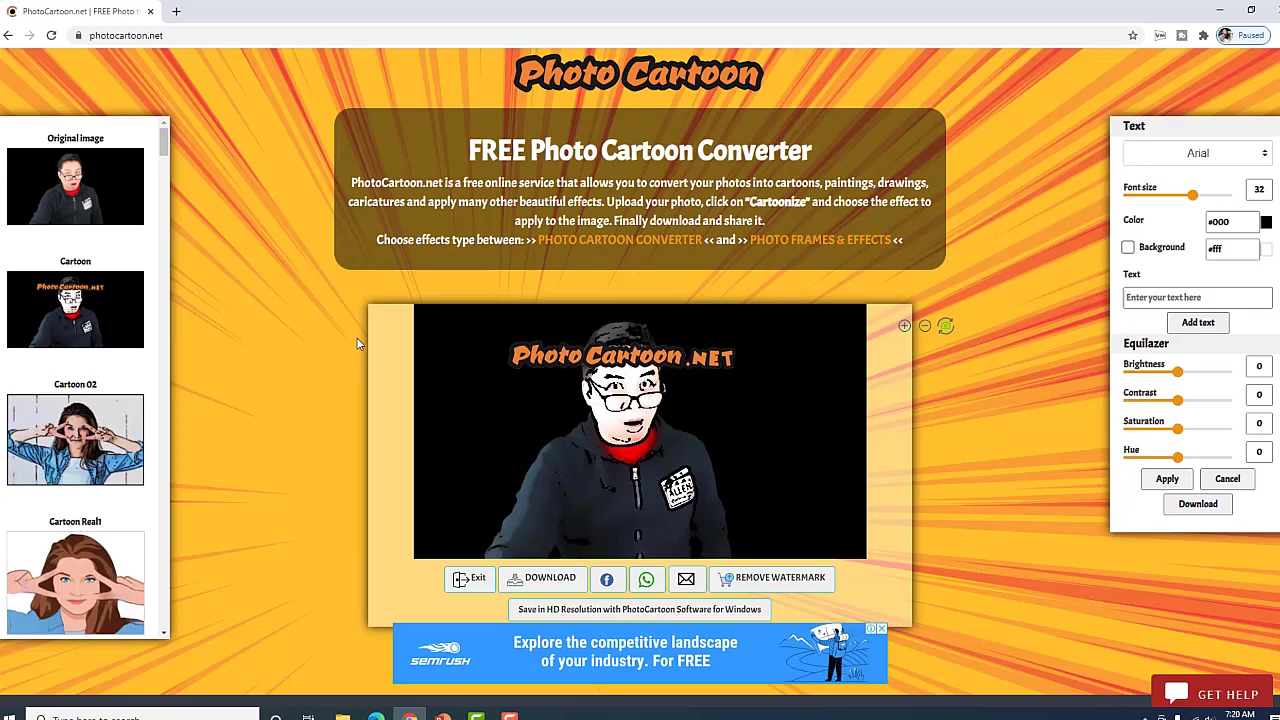 PhotoCartoon.net | FREE Photo t
photocartoon.net
Paused
Photo Cartoon
FREE Photo Cartoon Converter
PhotoCartoon.net is a free online service that allows you to convert your photos into cartoons, paintings, drawings,
caricatures and apply many other beautiful effects. Upload your photo, click on "Cartoonize" and choose the effect to
apply to the image. Finally download and share it.
Choose effects type between: >> PHOTO CARTOON CONVERTER << and >> PHOTO FRAMES & EFFECTS <<
Original image
Cartoon
Photo Cartoon.NET
Cartoon 02
Cartoon Real1
Photo Cartoon.NET
ALLEN
Exit
DOWNLOAD
REMOVE WATERMARK
Save in HD Resolution with PhotoCartoon Software for Windows
SEMRUSH
Explore the competitive landscape
of your industry. For FREE
Text
Arial
Font size
32
Color
#000
Background
#fff
Text
Enter your text here
Add text
Equilazer
Brightness
0
Contrast
0
Saturation
0
Hue
0
Apply
Cancel
Download
GET HELP
Type here to search
7:20 AM